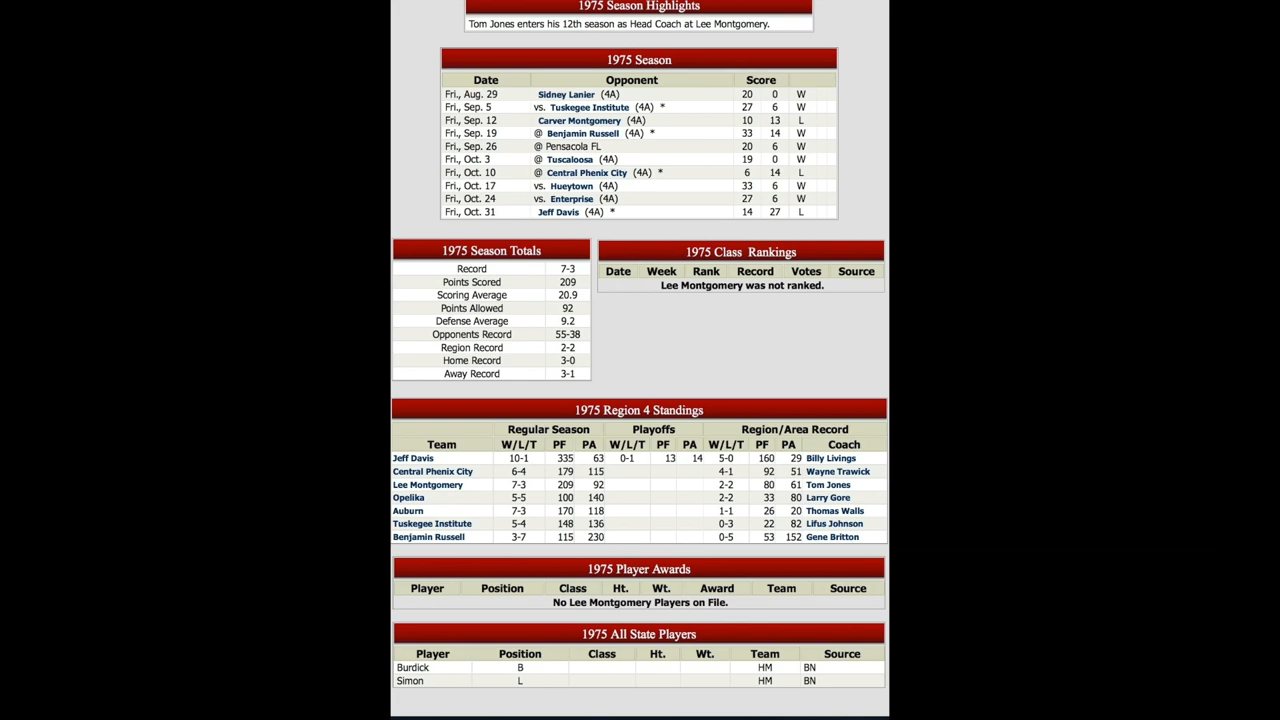 1975 Season Highlights
Tom Jones enters his 12th season as Head Coach at Lee Montgomery.
1975 Season
Date Opponent Score
Fri., Aug. 29 Sidney Lanier (4A) 20 0 W
Fri., Sep. 5 vs. Tuskegee Institute (4A) * 27 6 W
Fri., Sep. 12 Carver Montgomery (4A) 10 13 L
Fri., Sep. 19 @ Benjamin Russell (4A) * 33 14 W
Fri., Sep. 26 @ Pensacola FL 20 6 W
Fri., Oct. 3 @ Tuscaloosa (4A) 19 0 W
Fri., Oct. 10 @ Central Phenix City (4A) * 6 14 L
Fri., Oct. 17 vs. Hueytown (4A) 33 6 W
Fri., Oct. 24 vs. Enterprise (4A) 27 6 W
Fri., Oct. 31 Jeff Davis (4A) * 14 27 L
1975 Season Totals
Record 7-3
Points Scored 209
Scoring Average 20.9
Points Allowed 92
Defense Average 9.2
Opponents Record 55-38
Region Record 2-2
Home Record 3-0
Away Record 3-1
1975 Class Rankings
Date Week Rank Record Votes Source
Lee Montgomery was not ranked.
1975 Region 4 Standings
Regular Season Playoffs Region/Area Record
Team W/L/T PF PA W/L/T PF PA W/L/T PF PA Coach
Jeff Davis 10-1 335 63 0-1 13 14 5-0 160 29 Billy Livings
Central Phenix City 6-4 179 115 4-1 92 51 Wayne Trawick
Lee Montgomery 7-3 209 92 2-2 80 61 Tom Jones
Opelika 5-5 100 140 2-2 33 80 Larry Gore
Auburn 7-3 170 118 1-1 26 20 Thomas Walls
Tuskegee Institute 5-4 148 136 0-3 22 82 Lifus Johnson
Benjamin Russell 3-7 115 230 0-5 53 152 Gene Britton
1975 Player Awards
Player Position Class Ht. Wt. Award Team Source
No Lee Montgomery Players on File.
1975 All State Players
Player Position Class Ht. Wt. Team Source
Burdick B HM BN
Simon L HM BN